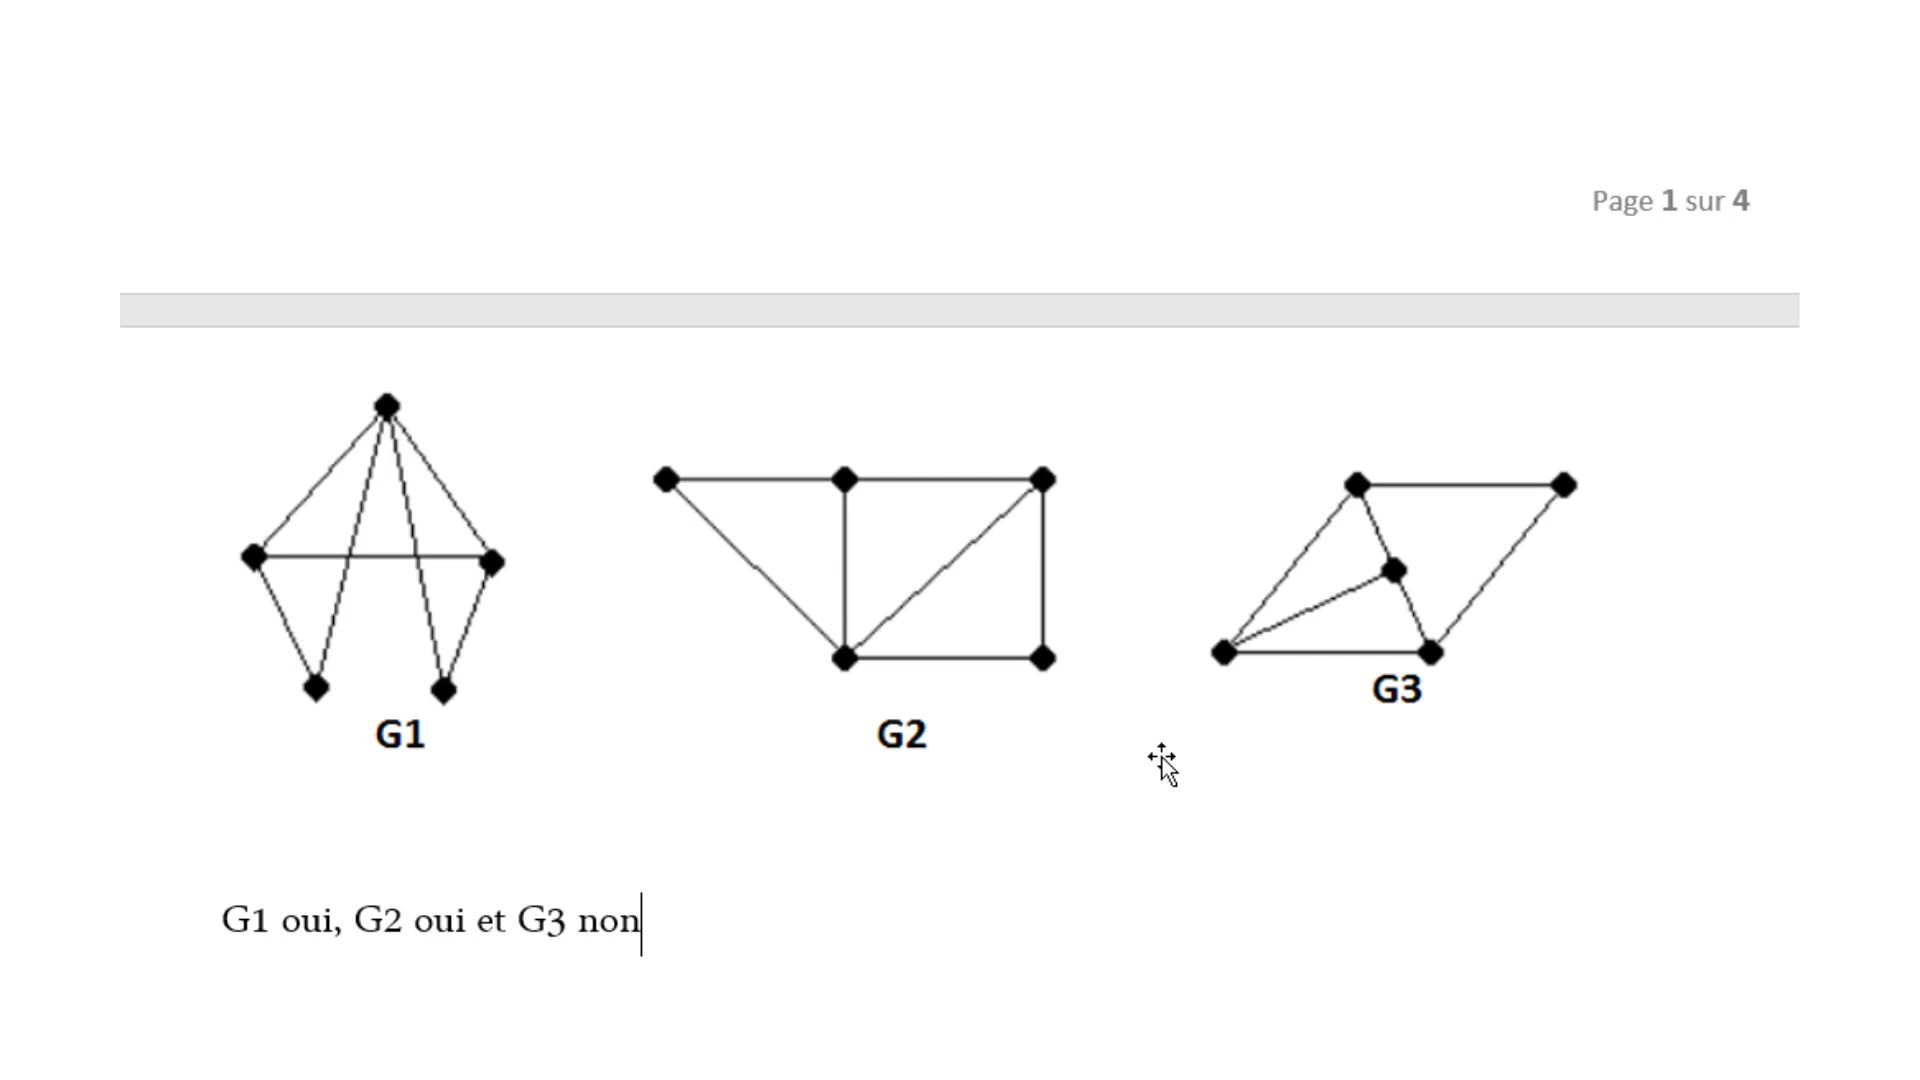 Page 1 sur 4
G1
G2
G3
G1 oui, G2 oui et G3 non